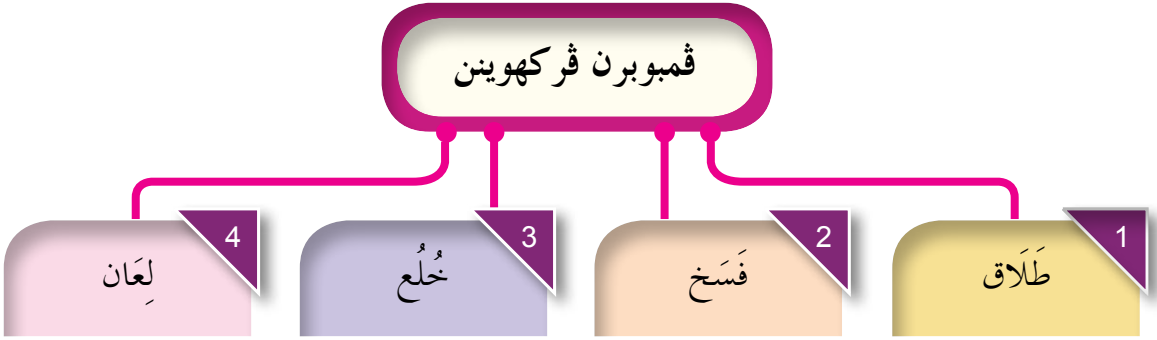 ڤمبوبرن ڤركهوينن
1
طَلَاق
2
فَسَخ
3
خُلُع
4
لِعَان